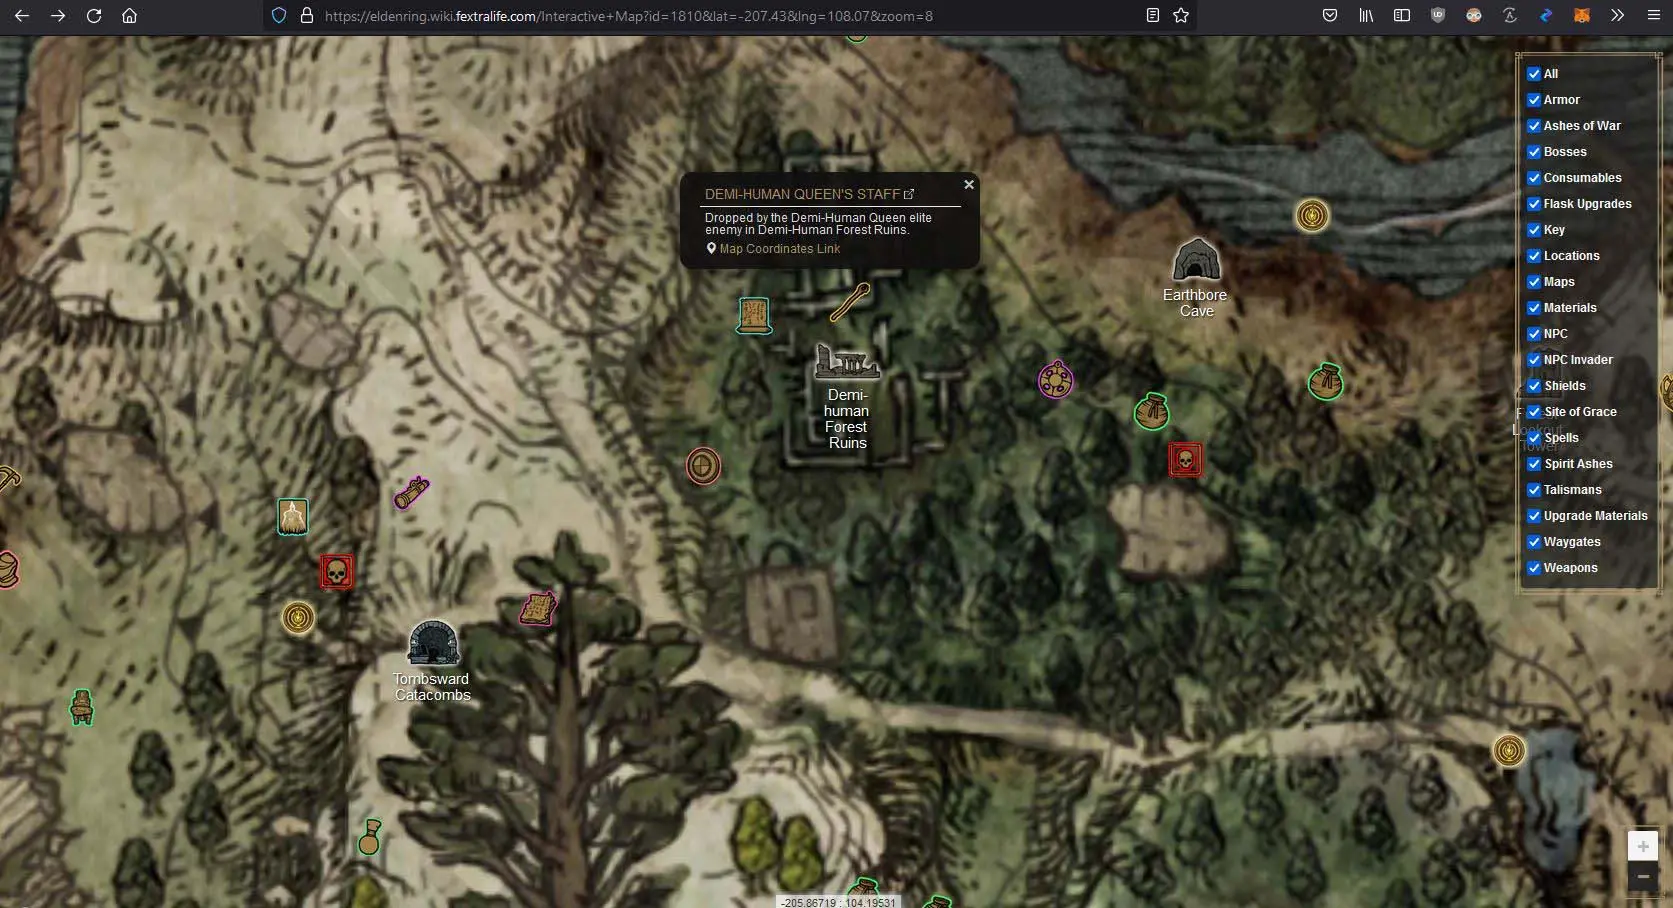 https://eldenring.wiki.fextralife.com/Interactive+Map?id=1810&lat=-207.43&lng=108.07&zoom=8
All
Armor
Ashes of War
Bosses
Consumables
Flask Upgrades
Key
Locations
Maps
Materials
NPC
NPC Invader
Shields
Site of Grace
Spells
Spirit Ashes
Talismans
Upgrade Materials
Waygates
Weapons
DEMI-HUMAN QUEEN'S STAFF
Dropped by the Demi-Human Queen elite
enemy in Demi-Human Forest Ruins.
Map Coordinates Link
Earthbore
Cave
Demi-
human
Forest
Ruins
Lookout
Tower
Tombsward
Catacombs
-205.86719 : 104.19531